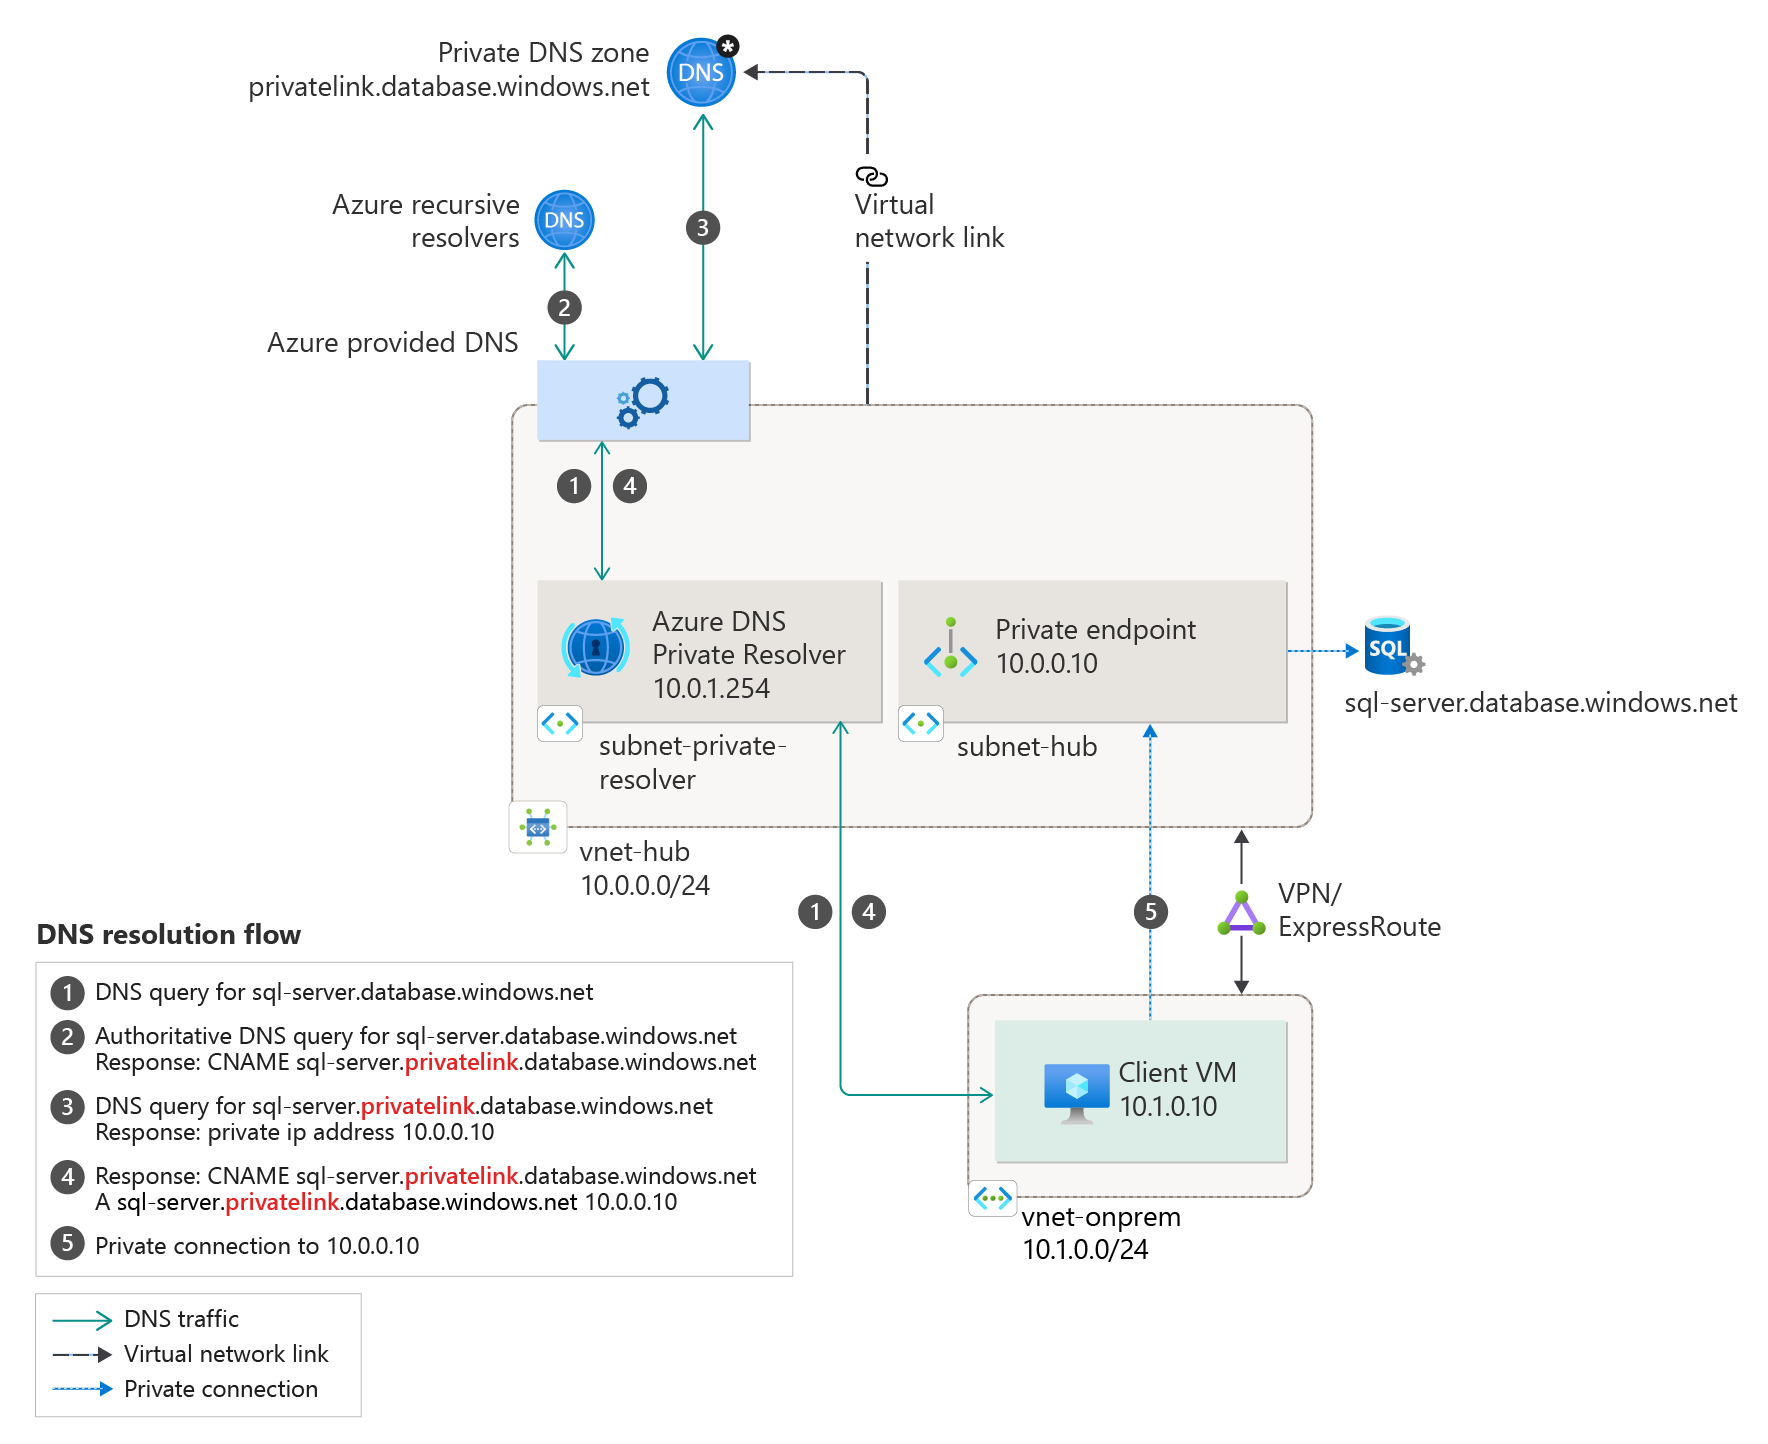 Private DNS zone
privatelink.database.windows.net
DNS
*
Azure recursive
resolvers
DNS
3
Virtual
network link
2
Azure provided DNS
1
4
Azure DNS
Private Resolver
10.0.1.254
Private endpoint
10.0.0.10
SQL
sql-server.database.windows.net
subnet-private-
resolver
subnet-hub
vnet-hub
10.0.0.0/24
1
4
5
VPN/
ExpressRoute
Client VM
10.1.0.10
vnet-onprem
10.1.0.0/24
DNS resolution flow
1 DNS query for sql-server.database.windows.net
2 Authoritative DNS query for sql-server.database.windows.net
Response: CNAME sql-server.privatelink.database.windows.net
3 DNS query for sql-server.privatelink.database.windows.net
Response: private ip address 10.0.0.10
4 Response: CNAME sql-server.privatelink.database.windows.net
A sql-server.privatelink.database.windows.net 10.0.0.10
5 Private connection to 10.0.0.10
DNS traffic
Virtual network link
Private connection